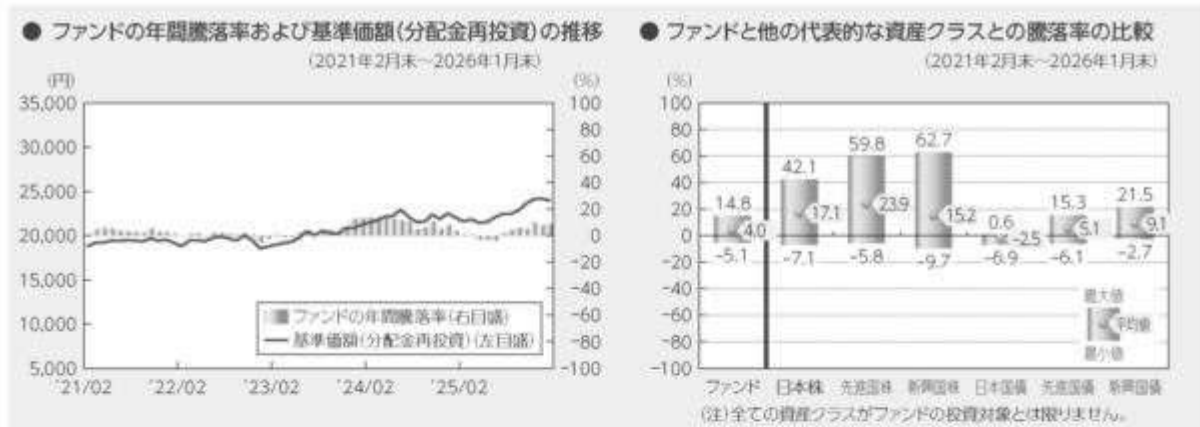 ● ファンドの年間騰落率および基準価額(分配金再投資)の推移
(2021年2月末~2026年1月末)
(円)
(%)
35,000
30,000
25,000
20,000
15,000
10,000
5,000
100
80
60
40
20
0
-20
-40
-60
-80
-100
ファンドの年間騰落率(右目盛)
基準価額(分配金再投資)(左目盛)
'21/02 '22/02 '23/02 '24/02 '25/02
● ファンドと他の代表的な資産クラスとの騰落率の比較
(2021年2月末~2026年1月末)
(%)
100
80
60
40
20
0
-20
-40
-60
-80
-100
14.8 42.1 59.8 62.7 0.6 15.3 21.5
4.0 17.1 23.9 15.2 -2.5 5.1 9.1
-5.1 -7.1 -5.8 -9.7 -6.9 -6.1 -2.7
最大値
平均値
最小値
ファンド 日本株 先進国株 新興国株 日本国債 先進国債 新興国債
(注)全ての資産クラスがファンドの投資対象とは限りません。